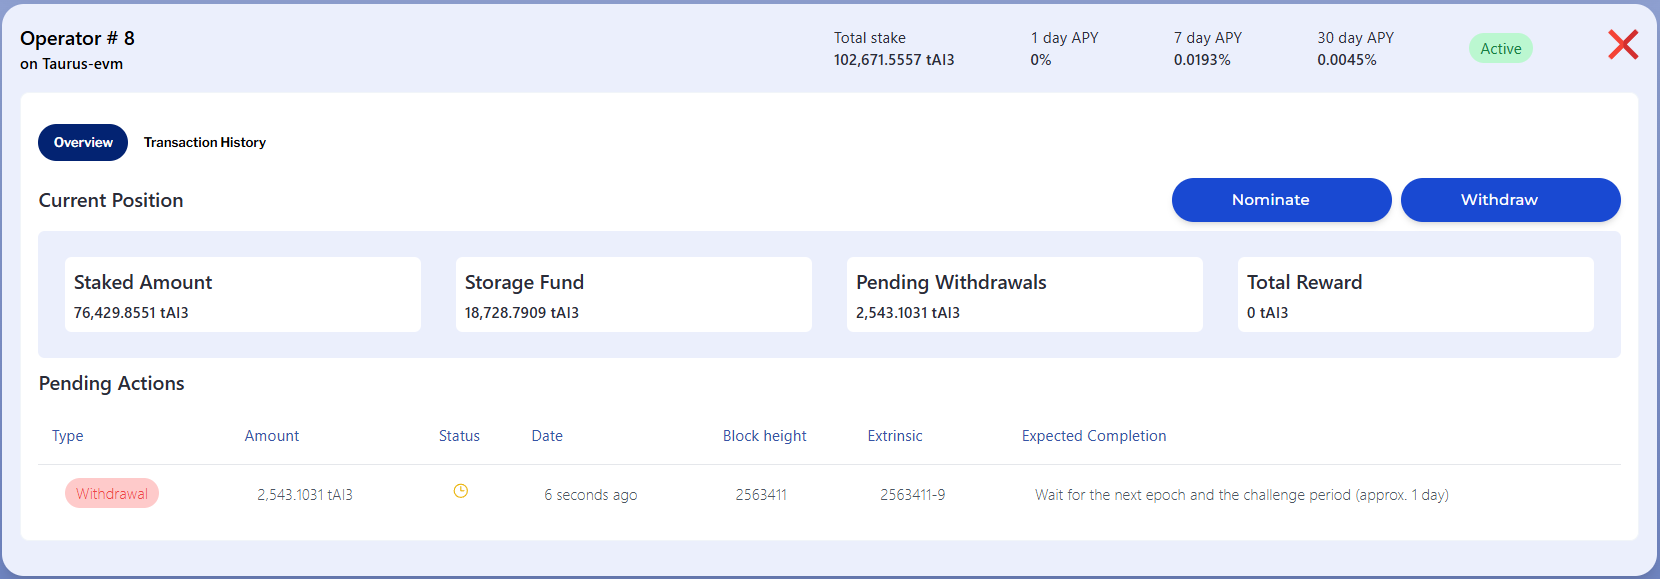 Operator # 8
on Taurus-evm
Total stake
102,671.5557 tAI3
1 day APY
0%
7 day APY
0.0193%
30 day APY
0.0045%
Active
Overview
Transaction History
Current Position
Nominate
Withdraw
Staked Amount
76,429.8551 tAI3
Storage Fund
18,728.7909 tAI3
Pending Withdrawals
2,543.1031 tAI3
Total Reward
0 tAI3
Pending Actions
Type Amount Status Date Block height Extrinsic Expected Completion
Withdrawal 2,543.1031 tAI3 6 seconds ago 2563411 2563411-9 Wait for the next epoch and the challenge period (approx. 1 day)